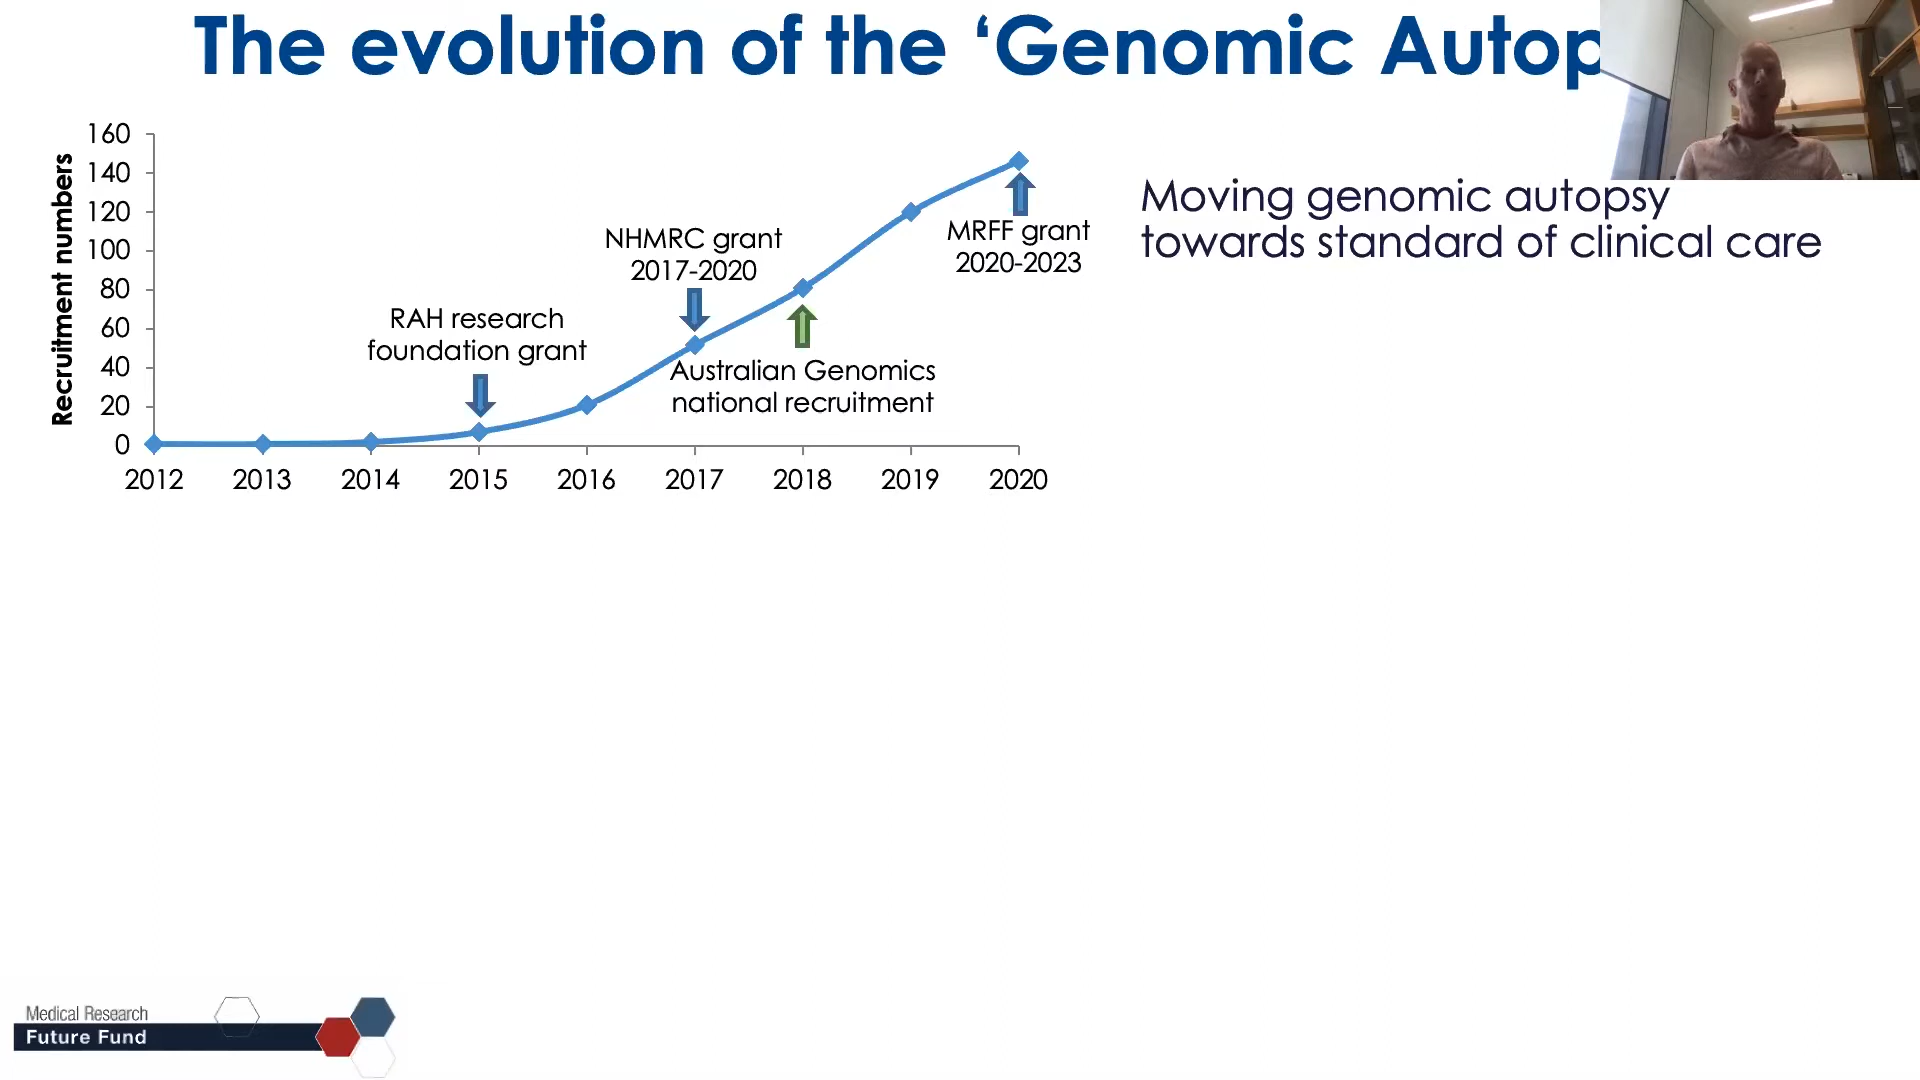 The evolution of the ‘Genomic Autop
160
140
120
100
80
60
40
20
0
Recruitment numbers
2012 2013 2014 2015 2016 2017 2018 2019 2020
RAH research
foundation grant
NHMRC grant
2017-2020
Australian Genomics
national recruitment
MRFF grant
2020-2023
Moving genomic autopsy
towards standard of clinical care
Medical Research
Future Fund